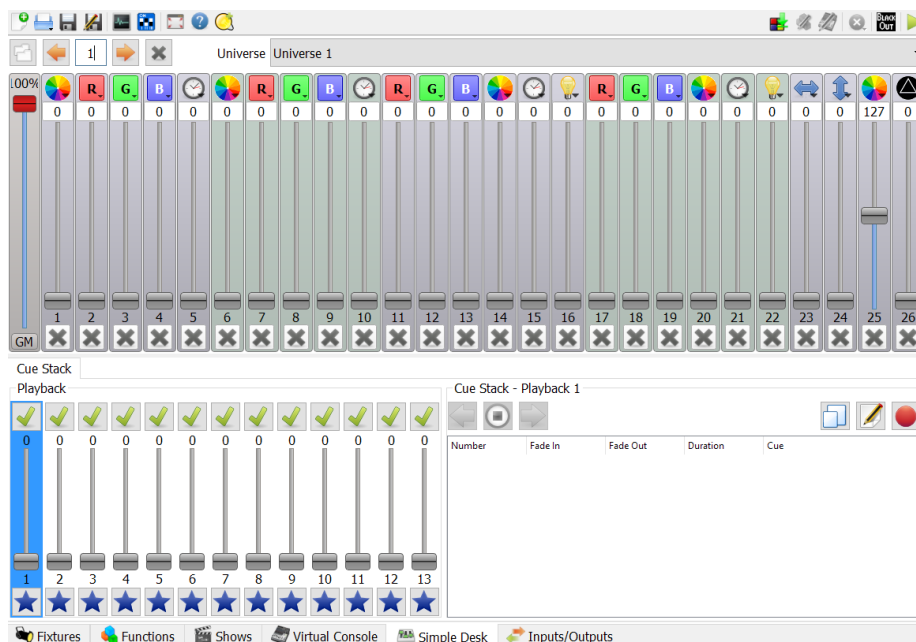 BLACK OUT
1 Universe Universe 1
100% R G B R G B R G B R G B
0 0 0 0 0 0 0 0 0 0 0 0 0 0 0 0 0 0 0 0 0 0 0 0 127 0
1 2 3 4 5 6 7 8 9 10 11 12 13 14 15 16 17 18 19 20 21 22 23 24 25 26
GM
Cue Stack
Playback
Cue Stack - Playback 1
0 0 0 0 0 0 0 0 0 0 0 0 0
Number Fade In Fade Out Duration Cue
1 2 3 4 5 6 7 8 9 10 11 12 13
Fixtures Functions Shows Virtual Console Simple Desk Inputs/Outputs